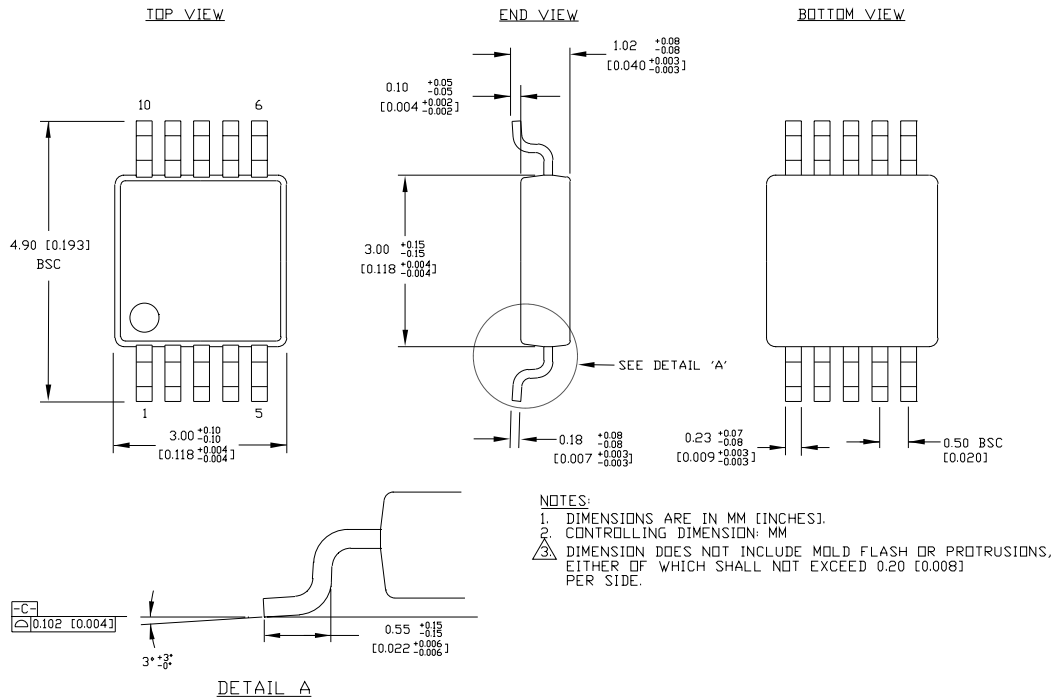 TOP VIEW
END VIEW
BOTTOM VIEW
1.02 +0.08 -0.08
[0.040 +0.003 -0.003]
0.10 +0.05 -0.05
[0.004 +0.002 -0.002]
10 6
4.90 [0.193]
BSC
3.00 +0.15 -0.15
[0.118 +0.004 -0.004]
SEE DETAIL 'A'
1 5
3.00 +0.10 -0.10
[0.118 +0.004 -0.004]
0.18 +0.08 -0.08
[0.007 +0.003 -0.003]
0.23 +0.07 -0.08
[0.009 +0.003 -0.003]
0.50 BSC
[0.020]
NOTES:
1. DIMENSIONS ARE IN MM [INCHES].
2. CONTROLLING DIMENSION: MM
3. DIMENSION DOES NOT INCLUDE MOLD FLASH OR PROTRUSIONS,
EITHER OF WHICH SHALL NOT EXCEED 0.20 [0.008]
PER SIDE.
-C-
0.102 [0.004]
3° +3° -0°
0.55 +0.15 -0.15
[0.022 +0.006 -0.006]
DETAIL A